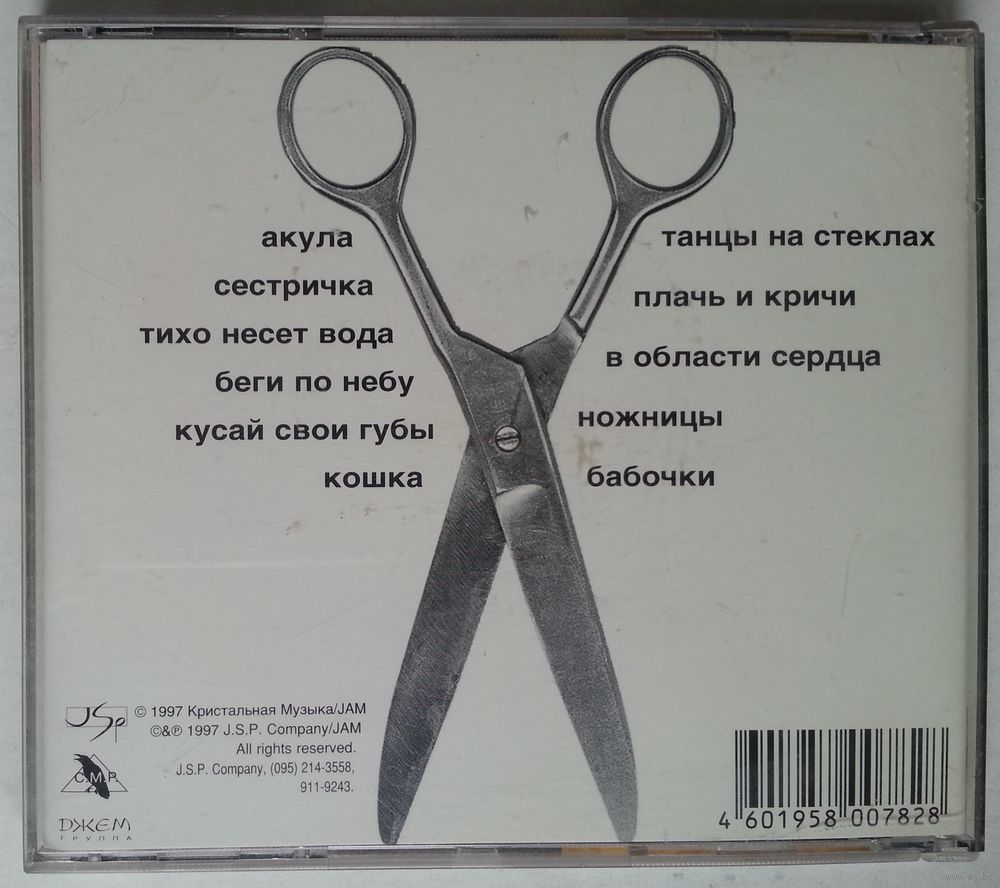 акула
сестричка
тихо несет вода
беги по небу
кусай свои губы
кошка
танцы на стеклах
плачь и кричи
в области сердца
ножницы
бабочки
JSP
© 1997 Кристальная Музыка/JAM
©&℗ 1997 J.S.P. Company/JAM
All rights reserved.
J.S.P. Company, (095) 214-3558,
911-9243.
C.M.P.
ДЖЕМ
ГРУППА
4 601958 007828